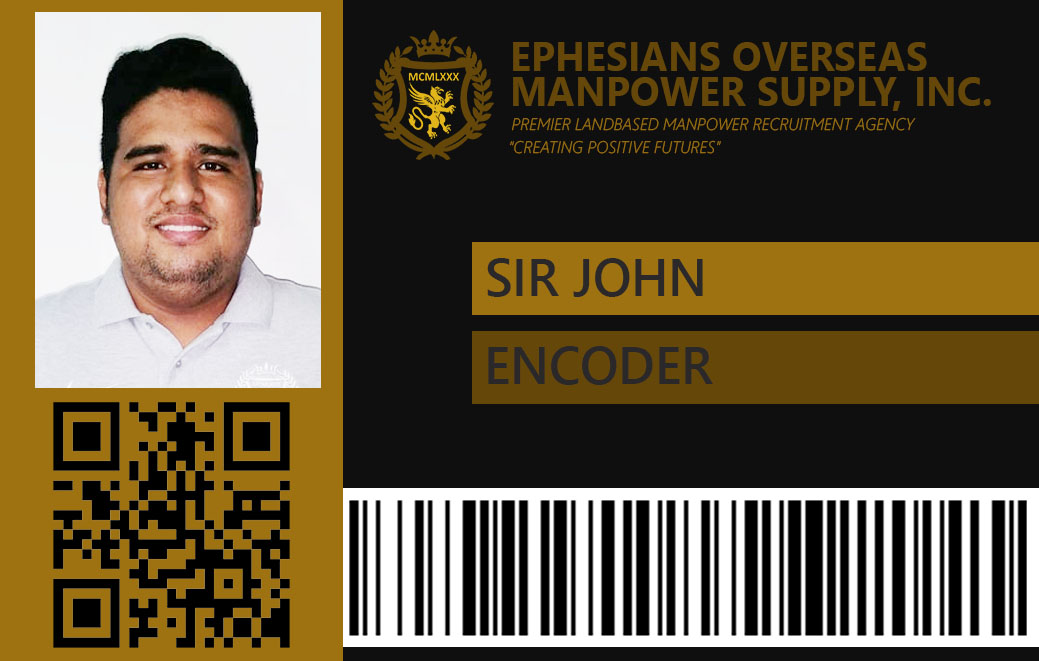 MCMLXXX
EPHESIANS OVERSEAS
MANPOWER SUPPLY, INC.
PREMIER LANDBASED MANPOWER RECRUITMENT AGENCY
"CREATING POSITIVE FUTURES"
SIR JOHN
ENCODER